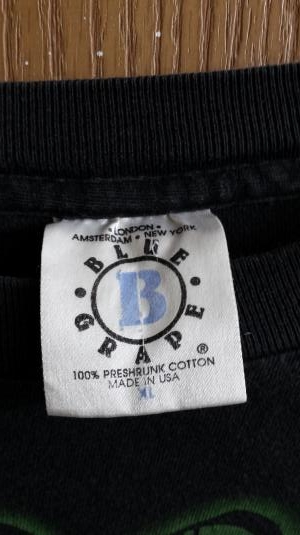 • LONDON •
AMSTERDAM • NEW YORK
• BLUE •
B
GRAPE
®
100% PRESHRUNK COTTON
MADE IN USA
XL